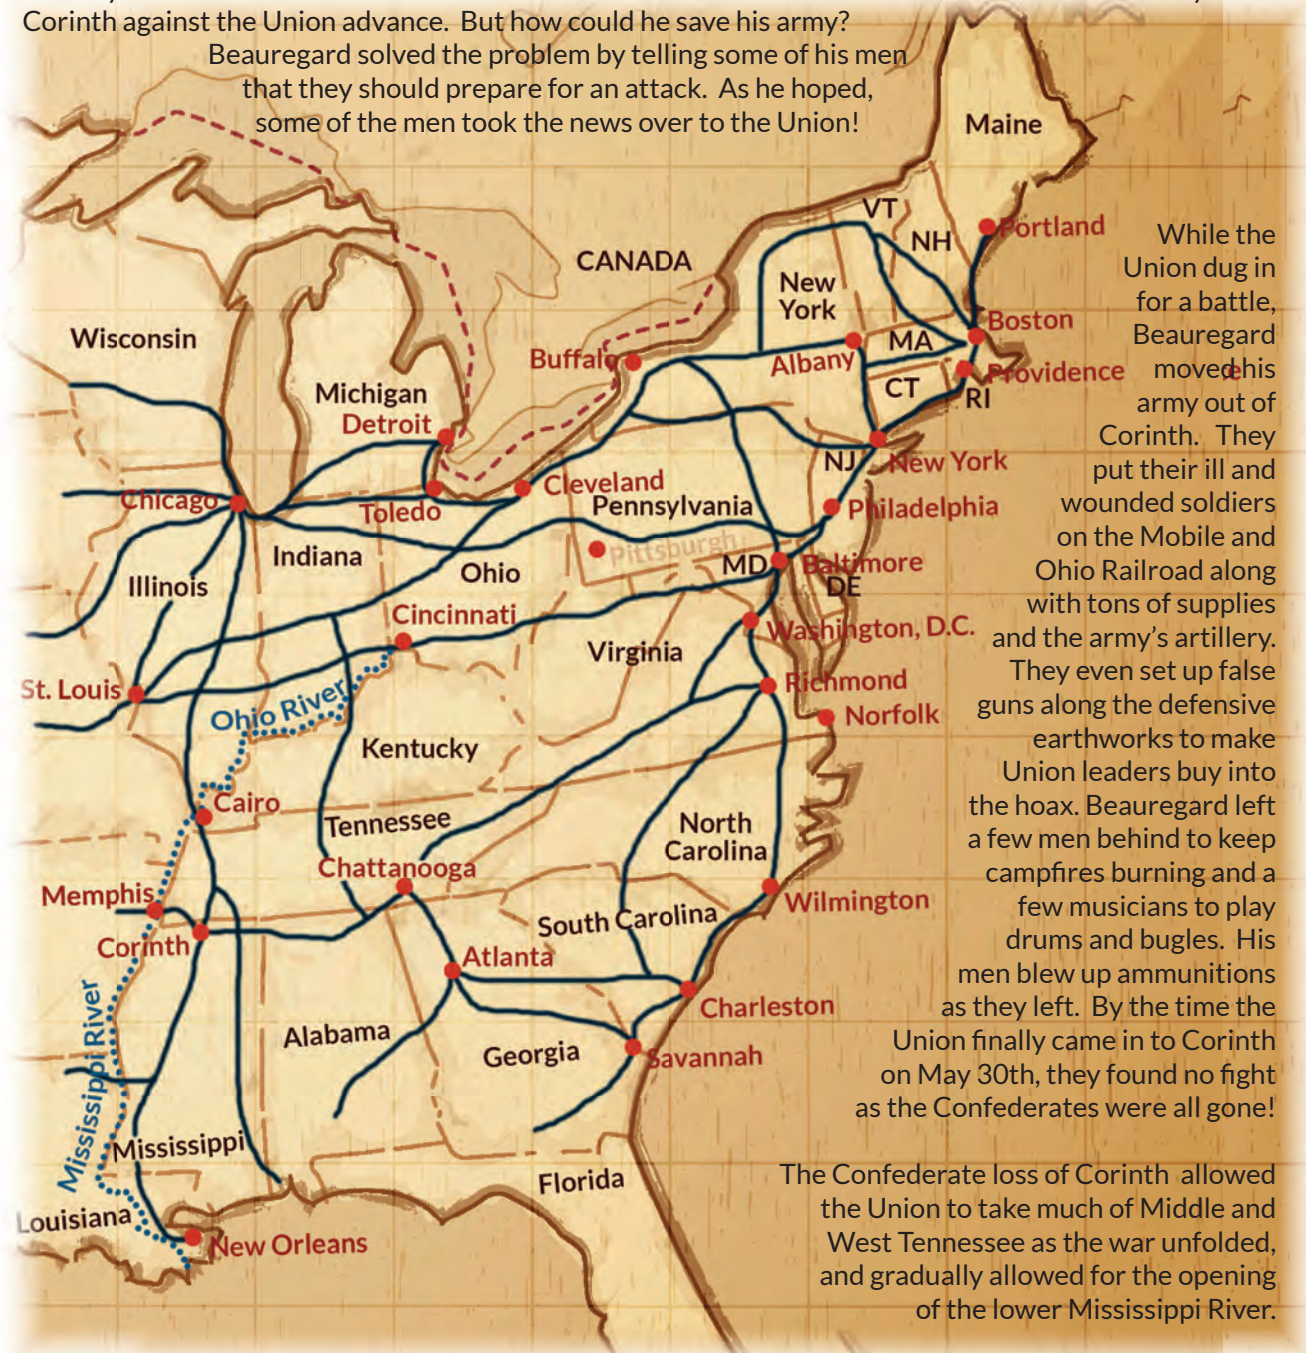 Corinth against the Union advance.  But how could he save his army?
Beauregard solved the problem by telling some of his men
that they should prepare for an attack.  As he hoped,
some of the men took the news over to the Union!
Maine
VT
Portland
NH
CANADA
New
York
Boston
MA
Albany
Providence
CT
RI
Wisconsin
Buffalo
Michigan
Detroit
NJ
New York
Chicago
Toledo
Cleveland
Pennsylvania
Philadelphia
Pittsburgh
Indiana
Ohio
MD
Baltimore
DE
Illinois
Cincinnati
Virginia
Washington, D.C.
St. Louis
Ohio River
Richmond
Norfolk
Kentucky
Cairo
Tennessee
North
Carolina
Chattanooga
Memphis
Corinth
South Carolina
Wilmington
Atlanta
Charleston
Alabama
Georgia
Savannah
Mississippi River
Mississippi
Florida
Louisiana
New Orleans
While the
Union dug in
for a battle,
Beauregard
moved his
army out of
Corinth.  They
put their ill and
wounded soldiers
on the Mobile and
Ohio Railroad along
with tons of supplies
and the army's artillery.
They even set up false
guns along the defensive
earthworks to make
Union leaders buy into
the hoax. Beauregard left
a few men behind to keep
campfires burning and a
few musicians to play
drums and bugles.  His
men blew up ammunitions
as they left.  By the time the
Union finally came in to Corinth
on May 30th, they found no fight
as the Confederates were all gone!
The Confederate loss of Corinth  allowed
the Union to take much of Middle and
West Tennessee as the war unfolded,
and gradually allowed for the opening
of the lower Mississippi River.